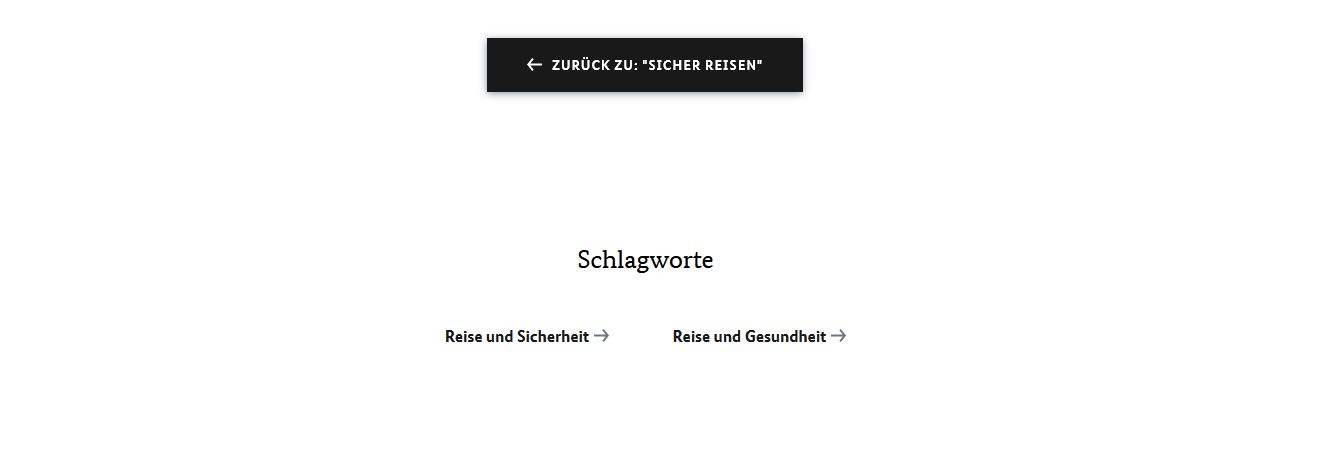 ← ZURÜCK ZU: "SICHER REISEN"
Schlagworte
Reise und Sicherheit → Reise und Gesundheit →